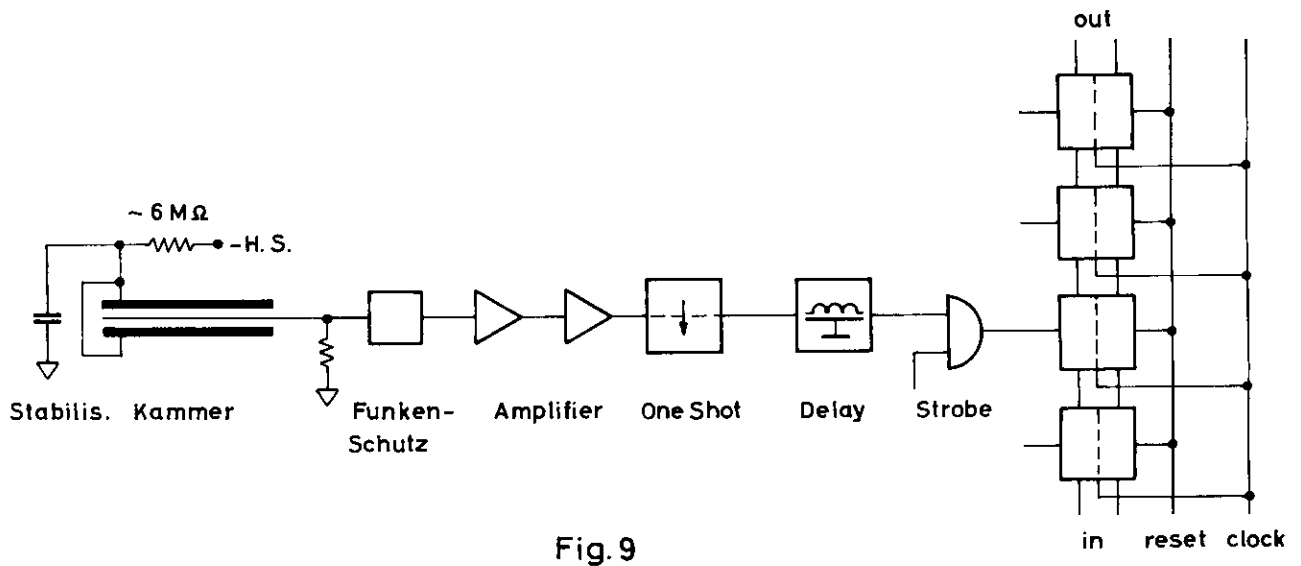 out
~ 6 MΩ
-H. S.
Stabilis. Kammer Funken- Amplifier One Shot Delay Strobe
Schutz
in reset clock
Fig. 9